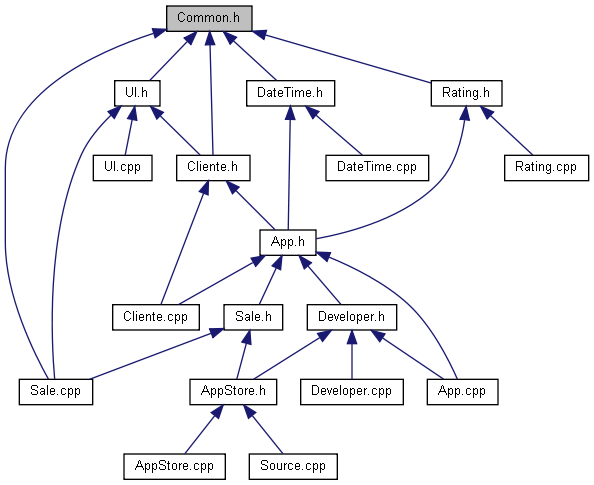 Common.h
UI.h
DateTime.h
Rating.h
UI.cpp
Cliente.h
DateTime.cpp
Rating.cpp
App.h
Cliente.cpp
Sale.h
Developer.h
Sale.cpp
AppStore.h
Developer.cpp
App.cpp
AppStore.cpp
Source.cpp